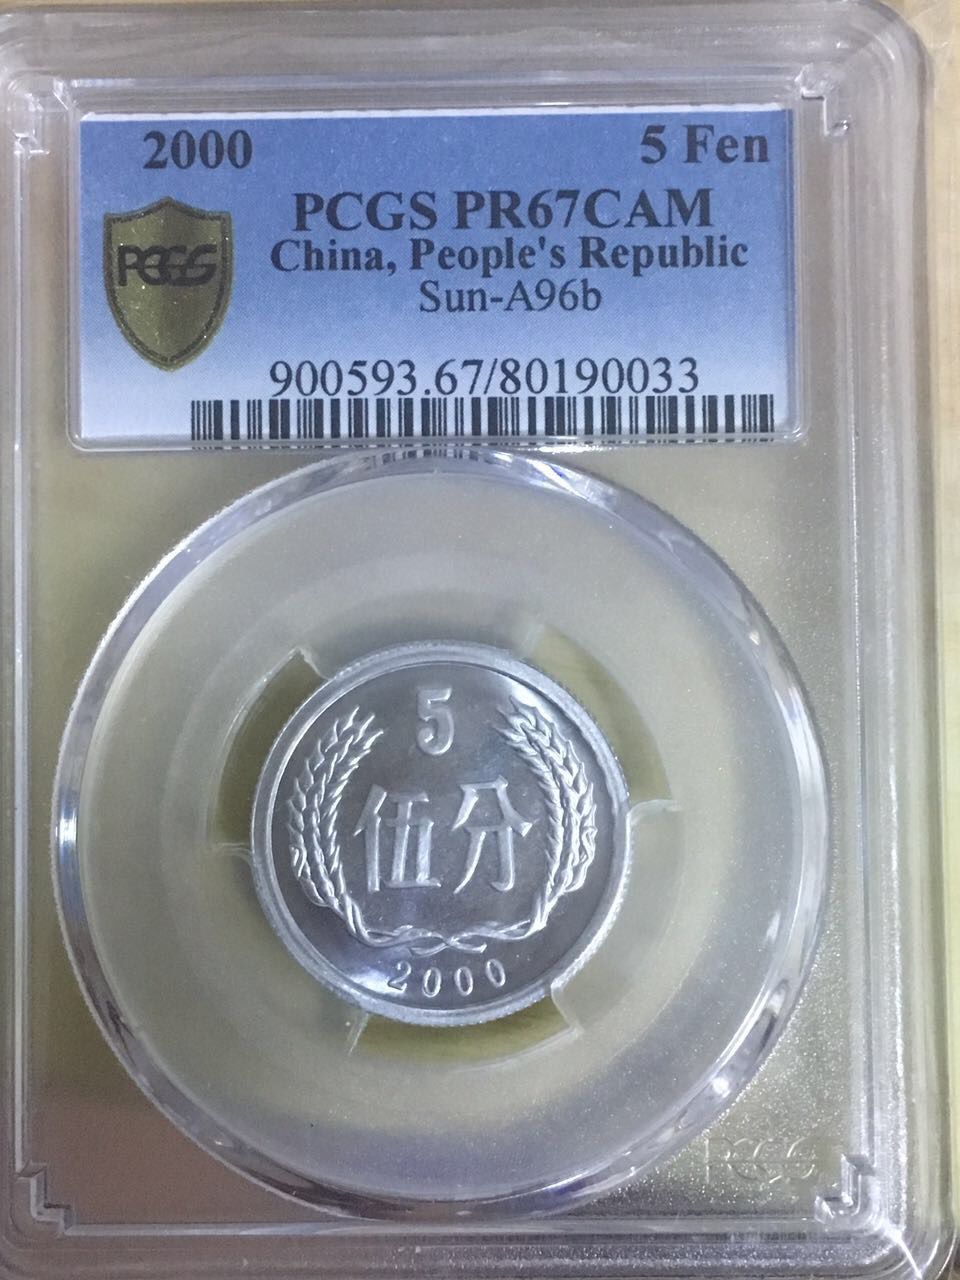 2000 5 Fen
PCGS PR67CAM
PCGS
China, People's Republic
Sun-A96b
900593.67/80190033
5
伍分
2000
PCGS